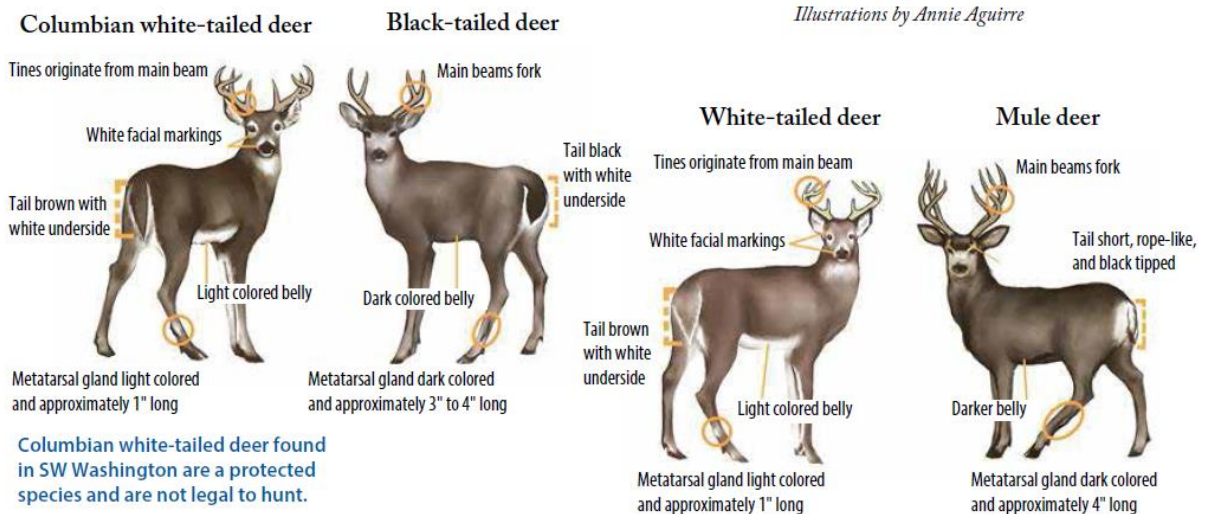 Columbian white-tailed deer
Tines originate from main beam
White facial markings
Tail brown with
white underside
Light colored belly
Metatarsal gland light colored
and approximately 1" long
Columbian white-tailed deer found
in SW Washington are a protected
species and are not legal to hunt.
Black-tailed deer
Main beams fork
Tail black
with white
underside
Dark colored belly
Metatarsal gland dark colored
and approximately 3" to 4" long
Illustrations by Annie Aguirre
White-tailed deer
Tines originate from main beam
White facial markings
Tail brown
with white
underside
Light colored belly
Metatarsal gland light colored
and approximately 1" long
Mule deer
Main beams fork
Tail short, rope-like,
and black tipped
Darker belly
Metatarsal gland dark colored
and approximately 4" long